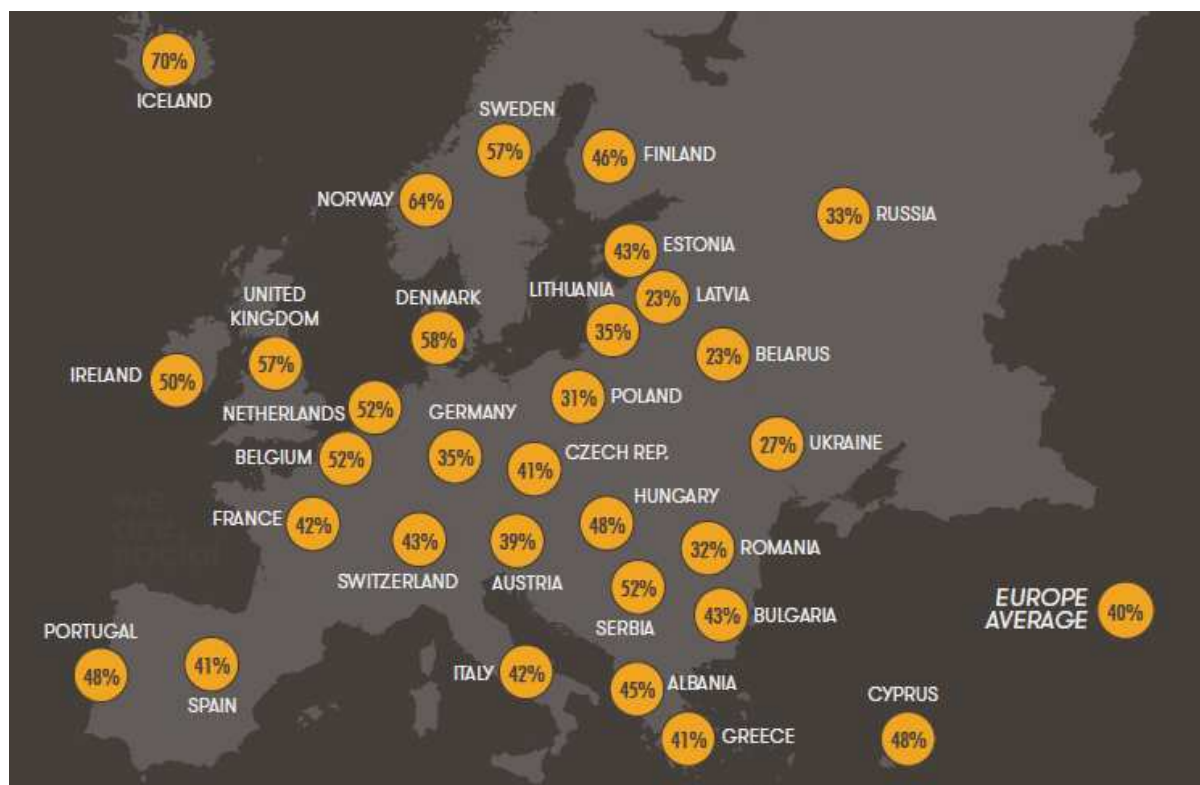 70%
ICELAND
SWEDEN
57%
46% FINLAND
NORWAY 64%
33% RUSSIA
43% ESTONIA
LITHUANIA
35%
23% LATVIA
UNITED
KINGDOM
57%
DENMARK
58%
23% BELARUS
IRELAND 50%
31% POLAND
NETHERLANDS 52%
GERMANY
35%
BELGIUM 52%
41% CZECH REP.
27% UKRAINE
HUNGARY
48%
we
are
social
FRANCE 42%
43%
SWITZERLAND
39%
AUSTRIA
32% ROMANIA
52%
SERBIA
43% BULGARIA
EUROPE
AVERAGE 40%
PORTUGAL
48%
41%
SPAIN
ITALY 42%
45% ALBANIA
41% GREECE
CYPRUS
48%